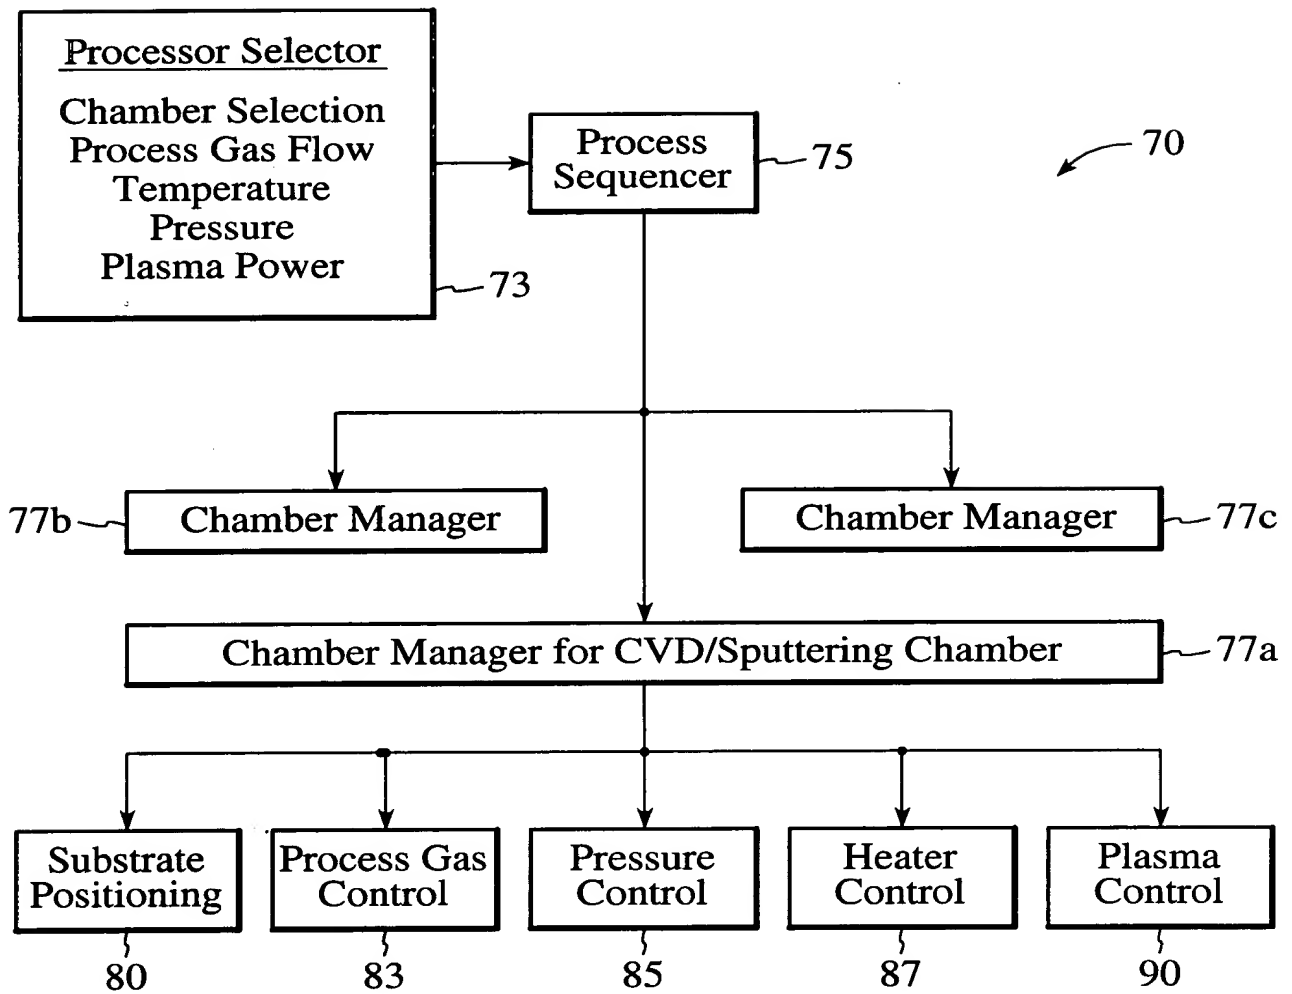 Processor Selector
Chamber Selection
Process Gas Flow
Temperature
Pressure
Plasma Power
73
Process
Sequencer
75
70
77b
Chamber Manager
Chamber Manager
77c
Chamber Manager for CVD/Sputtering Chamber
77a
Substrate
Positioning
80
Process Gas
Control
83
Pressure
Control
85
Heater
Control
87
Plasma
Control
90